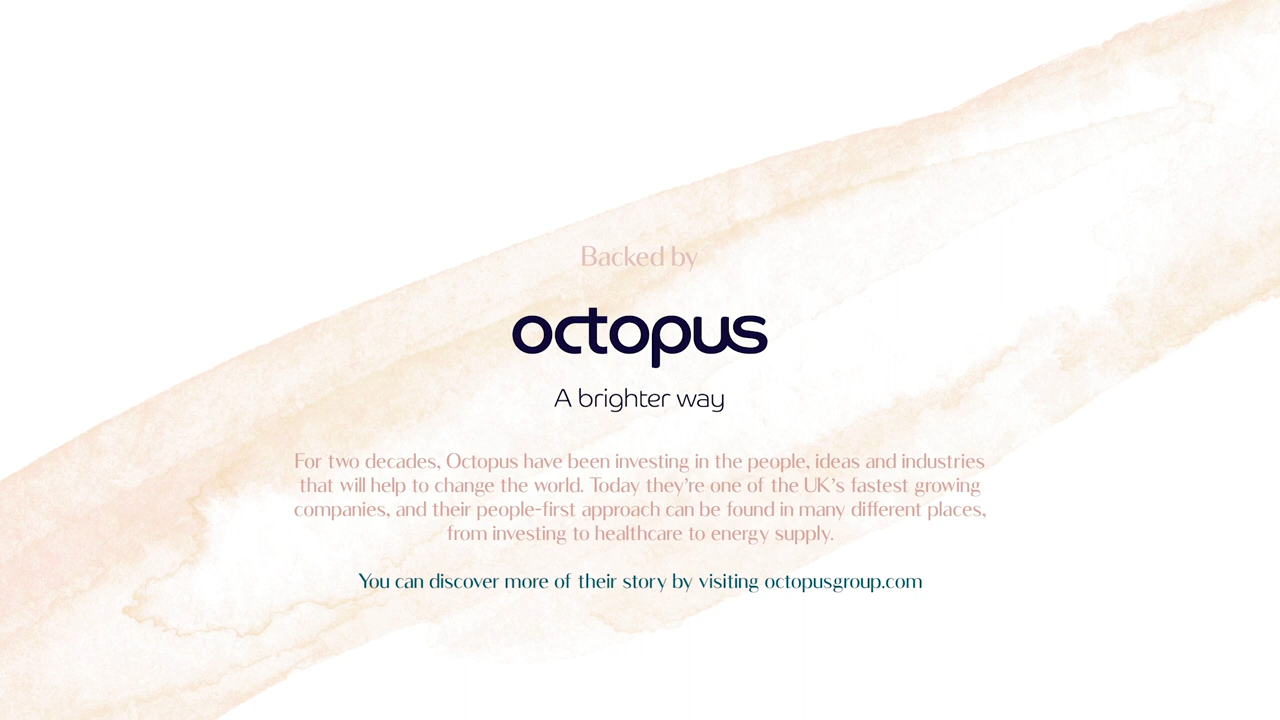 Backed by
octopus
A brighter way
For two decades, Octopus have been investing in the people, ideas and industries
that will help to change the world. Today they’re one of the UK’s fastest growing
companies, and their people-first approach can be found in many different places,
from investing to healthcare to energy supply.
You can discover more of their story by visiting octopusgroup.com